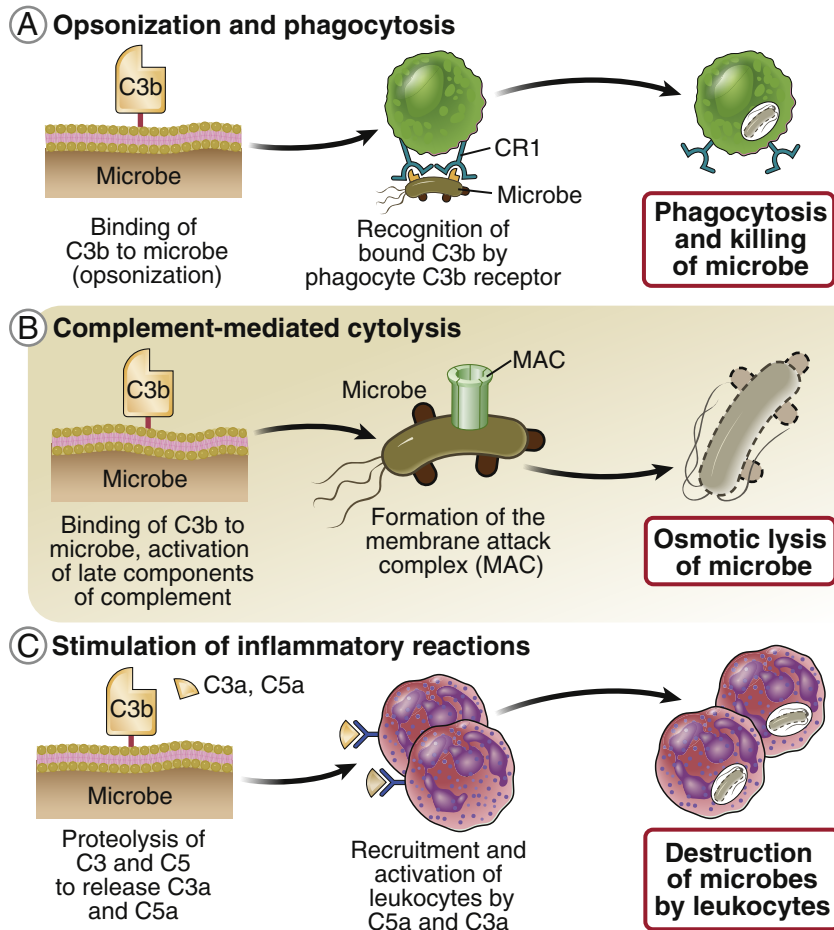 A Opsonization and phagocytosis
C3b
Microbe
Binding of
C3b to microbe
(opsonization)
CR1
Microbe
Recognition of
bound C3b by
phagocyte C3b receptor
Phagocytosis
and killing
of microbe
B Complement-mediated cytolysis
C3b
Microbe
Binding of C3b to
microbe, activation
of late components
of complement
MAC
Microbe
Formation of the
membrane attack
complex (MAC)
Osmotic lysis
of microbe
C Stimulation of inflammatory reactions
C3b
C3a, C5a
Microbe
Proteolysis of
C3 and C5
to release C3a
and C5a
Recruitment and
activation of
leukocytes by
C5a and C3a
Destruction
of microbes
by leukocytes